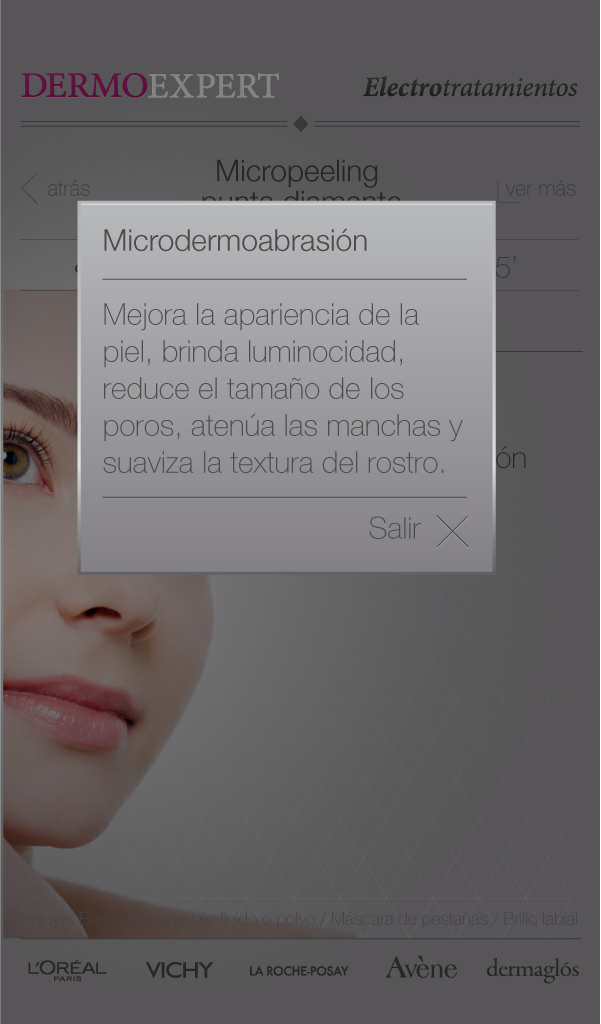 DERMOEXPERT
Electrotratamientos
Micropeeling
punta diamante
atrás
ver más
5'
Microdermoabrasión
Mejora la apariencia de la
piel, brinda luminocidad,
reduce el tamaño de los
poros, atenúa las manchas y
suaviza la textura del rostro.
ón
Salir
fluido o polvo / Máscara de pestañas / Brillo labial
L'ORÉAL
PARIS
VICHY
LA ROCHE-POSAY
Avène
dermaglós